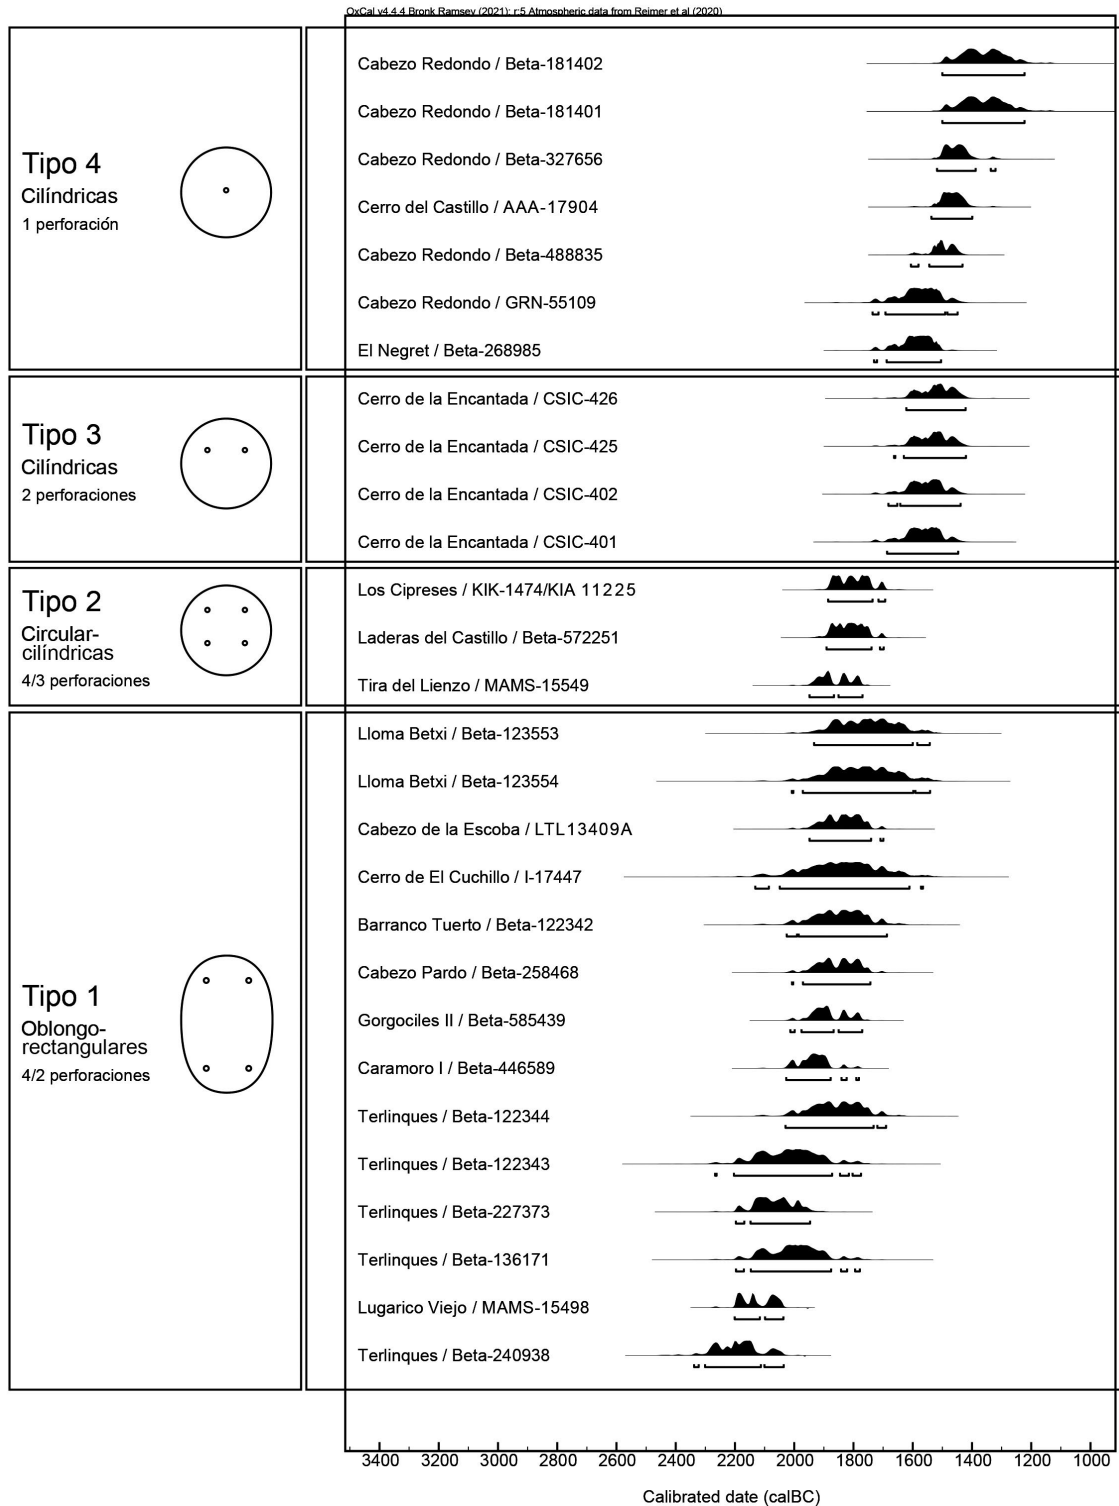 OxCal v4.4.4 Bronk Ramsey (2021); r:5 Atmospheric data from Reimer et al (2020)
Tipo 4
Cilíndricas
1 perforación
Cabezo Redondo / Beta-181402
Cabezo Redondo / Beta-181401
Cabezo Redondo / Beta-327656
Cerro del Castillo / AAA-17904
Cabezo Redondo / Beta-488835
Cabezo Redondo / GRN-55109
El Negret / Beta-268985
Tipo 3
Cilíndricas
2 perforaciones
Cerro de la Encantada / CSIC-426
Cerro de la Encantada / CSIC-425
Cerro de la Encantada / CSIC-402
Cerro de la Encantada / CSIC-401
Tipo 2
Circular-
cilíndricas
4/3 perforaciones
Los Cipreses / KIK-1474/KIA 11225
Laderas del Castillo / Beta-572251
Tira del Lienzo / MAMS-15549
Tipo 1
Oblongo-
rectangulares
4/2 perforaciones
Lloma Betxi / Beta-123553
Lloma Betxi / Beta-123554
Cabezo de la Escoba / LTL13409A
Cerro de El Cuchillo / I-17447
Barranco Tuerto / Beta-122342
Cabezo Pardo / Beta-258468
Gorgociles II / Beta-585439
Caramoro I / Beta-446589
Terlinques / Beta-122344
Terlinques / Beta-122343
Terlinques / Beta-227373
Terlinques / Beta-136171
Lugarico Viejo / MAMS-15498
Terlinques / Beta-240938
3400 3200 3000 2800 2600 2400 2200 2000 1800 1600 1400 1200 1000
Calibrated date (calBC)